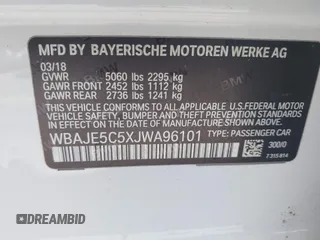 MFD BY BAYERISCHE MOTOREN WERKE AG
03/18
GVWR 5060 lbs 2295 kg
GAWR FRONT 2452 lbs 1112 kg
GAWR REAR 2736 lbs 1241 kg
THIS VEHICLE CONFORMS TO ALL APPLICABLE
U.S. FEDERAL MOTOR VEHICLE SAFETY,
BUMPER, AND THEFT PREVENTION STANDARDS
IN EFFECT ON THE DATE OF
MANUFACTURE SHOWN ABOVE.
WBAJE5C5XJWA96101 TYPE: PASSENGER CAR
300/0
DREAMBID DREAMBID.COM